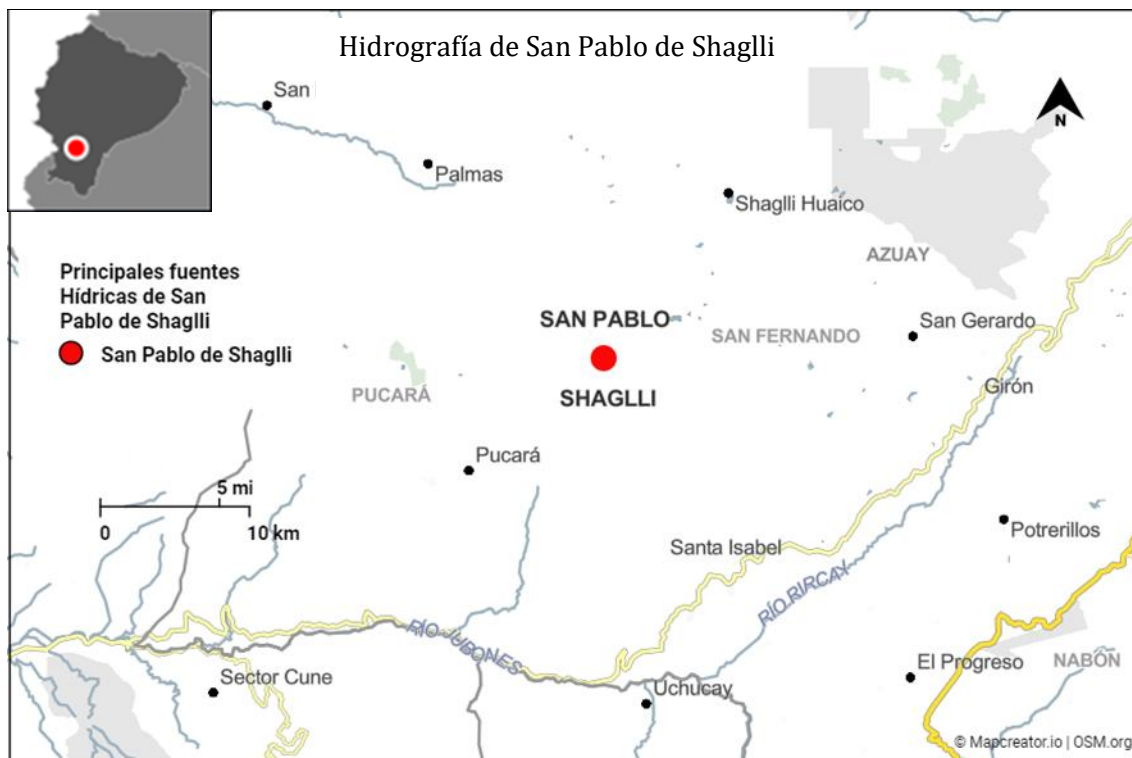 Hidrografía de San Pablo de Shaglli
N
San
Palmas
Shaglli Huaico
AZUAY
Principales fuentes
Hídricas de San
Pablo de Shaglli
San Pablo de Shaglli
SAN PABLO
SHAGLLI
SAN FERNANDO
San Gerardo
Girón
PUCARÁ
Pucará
5 mi
0
10 km
Santa Isabel
Potrerillos
RÍO RIRCAY
RÍO JUBONES
Sector Cune
Uchucay
El Progreso
NABÓN
© Mapcreator.io | OSM.org